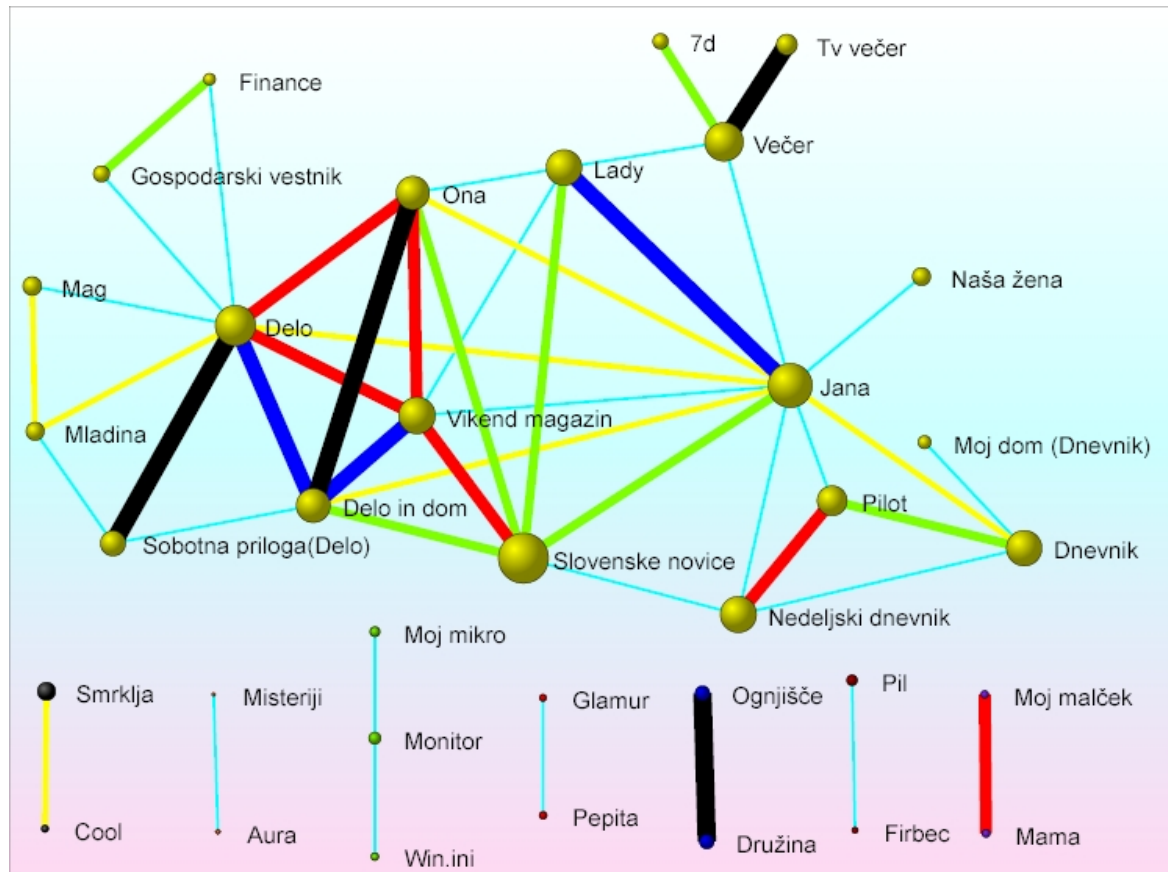 7d
Tv večer
Finance
Večer
Gospodarski vestnik
Lady
Ona
Mag
Naša žena
Delo
Jana
Vikend magazin
Mladina
Moj dom (Dnevnik)
Delo in dom
Pilot
Sobotna priloga(Delo)
Slovenske novice
Dnevnik
Nedeljski dnevnik
Moj mikro
Smrklja
Misteriji
Glamur
Ognjišče
Pil
Moj malček
Monitor
Cool
Aura
Pepita
Družina
Firbec
Mama
Win.ini